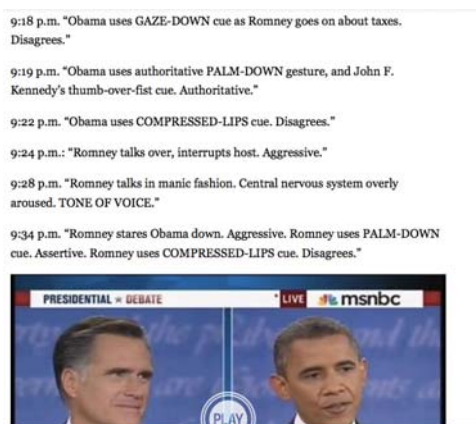 9:18 p.m. “Obama uses GAZE-DOWN cue as Romney goes on about taxes.
Disagrees.”
9:19 p.m. “Obama uses authoritative PALM-DOWN gesture, and John F.
Kennedy’s thumb-over-fist cue. Authoritative.”
9:22 p.m. “Obama uses COMPRESSED-LIPS cue. Disagrees.”
9:24 p.m.: “Romney talks over, interrupts host. Aggressive.”
9:28 p.m. “Romney talks in manic fashion. Central nervous system overly
aroused. TONE OF VOICE.”
9:34 p.m. “Romney stares Obama down. Aggressive. Romney uses PALM-DOWN
cue. Assertive. Romney uses COMPRESSED-LIPS cue. Disagrees.”
PRESIDENTIAL DEBATE
LIVE msnbc
PLAY